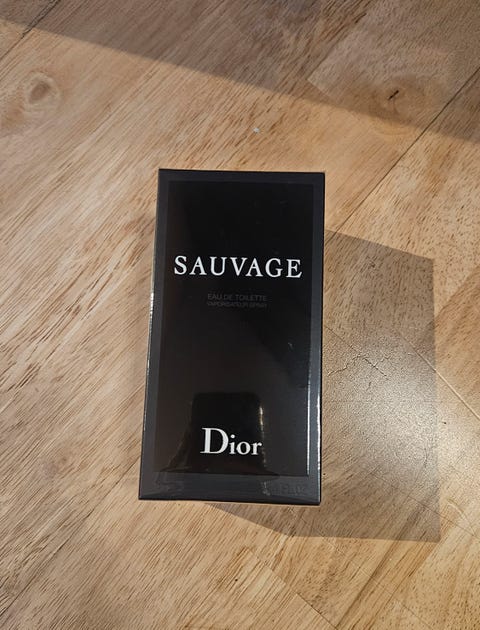 SAUVAGE
EAU DE TOILETTE
VAPORISATEUR SPRAY
Dior